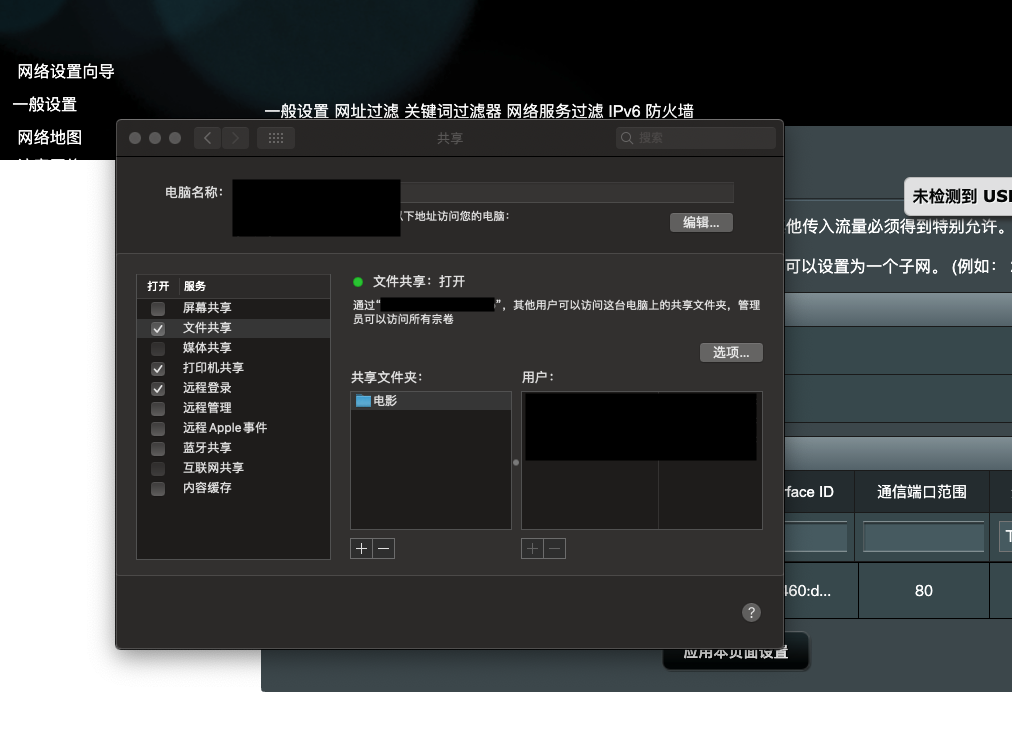 网络设置向导
一般设置
网络地图
一般设置 网址过滤 关键词过滤器 网络服务过滤 IPv6 防火墙
共享
搜索
未检测到
电脑名称：
下地址访问您的电脑：
编辑...
他传入流量必须得到特别允许。
可以设置为一个子网。 (例如：
打开 服务
屏幕共享
文件共享
媒体共享
打印机共享
远程登录
远程管理
远程 Apple 事件
蓝牙共享
互联网共享
内容缓存
文件共享：打开
通过“ ”，其他用户可以访问这台电脑上的共享文件夹，管理
员可以访问所有宗卷
选项...
共享文件夹：
用户：
电影
face ID
通信端口范围
460:d...
80
?
应用本页面设置